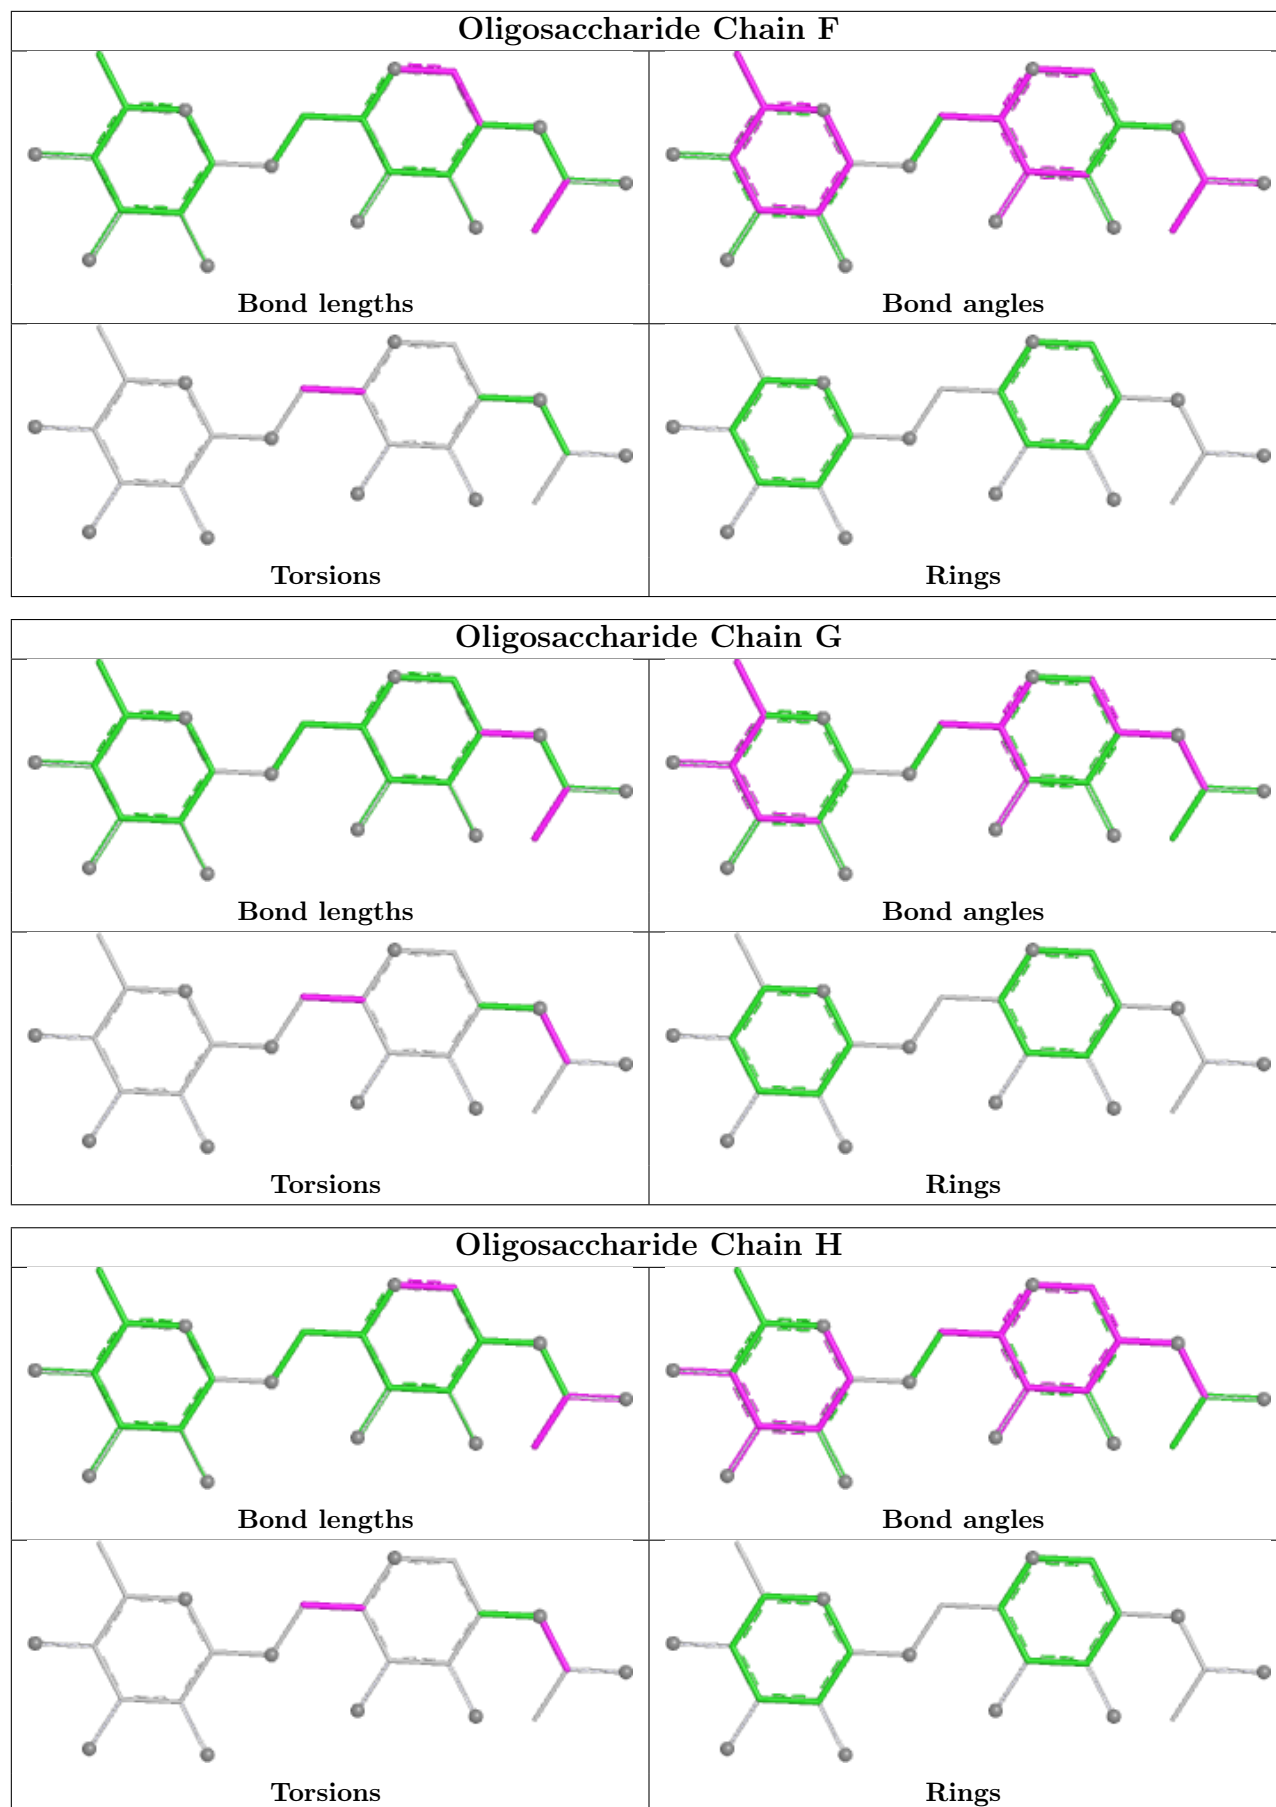 Oligosaccharide Chain F
Bond lengths
Bond angles
Torsions
Rings
Oligosaccharide Chain G
Bond lengths
Bond angles
Torsions
Rings
Oligosaccharide Chain H
Bond lengths
Bond angles
Torsions
Rings